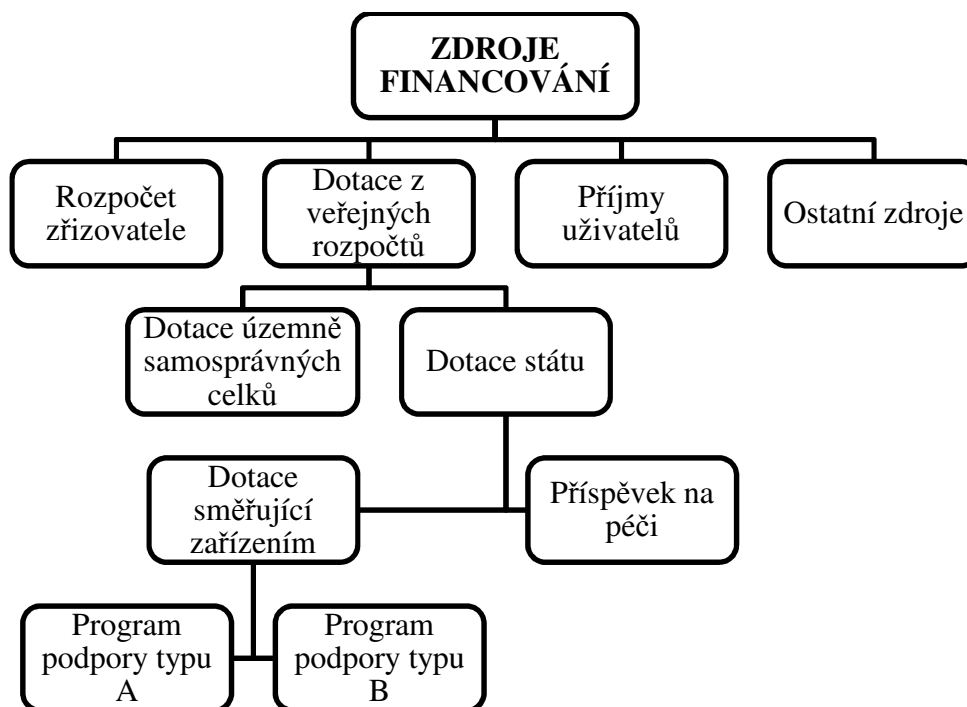 ZDROJE
FINANCOVÁNÍ
Rozpočet
zřizovatele
Dotace z
veřejných
rozpočtů
Příjmy
uživatelů
Ostatní zdroje
Dotace územně
samosprávných
celků
Dotace státu
Dotace
směřující
zařízením
Příspěvek na
péči
Program
podpory typu
A
Program
podpory typu
B